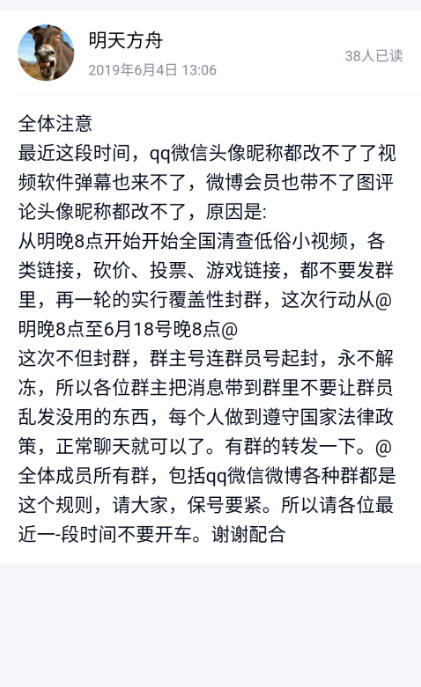 明天方舟
2019年6月4日 13:06
38人已读
全体注意
最近这段时间，qq微信头像昵称都改不了了视
频软件弹幕也来不了，微博会员也带不了图评
论头像昵称都改不了，原因是:
从明晚8点开始开始全国清查低俗小视频，各
类链接，砍价、投票、游戏链接，都不要发群
里，再一轮的实行覆盖性封群，这次行动从@
明晚8点至6月18号晚8点@
这次不但封群，群主号连群员号起封，永不解
冻，所以各位群主把消息带到群里不要让群员
乱发没用的东西，每个人做到遵守国家法律政
策，正常聊天就可以了。有群的转发一下。@
全体成员所有群，包括qq微信微博各种群都是
这个规则，请大家，保号要紧。所以请各位最
近一-段时间不要开车。谢谢配合